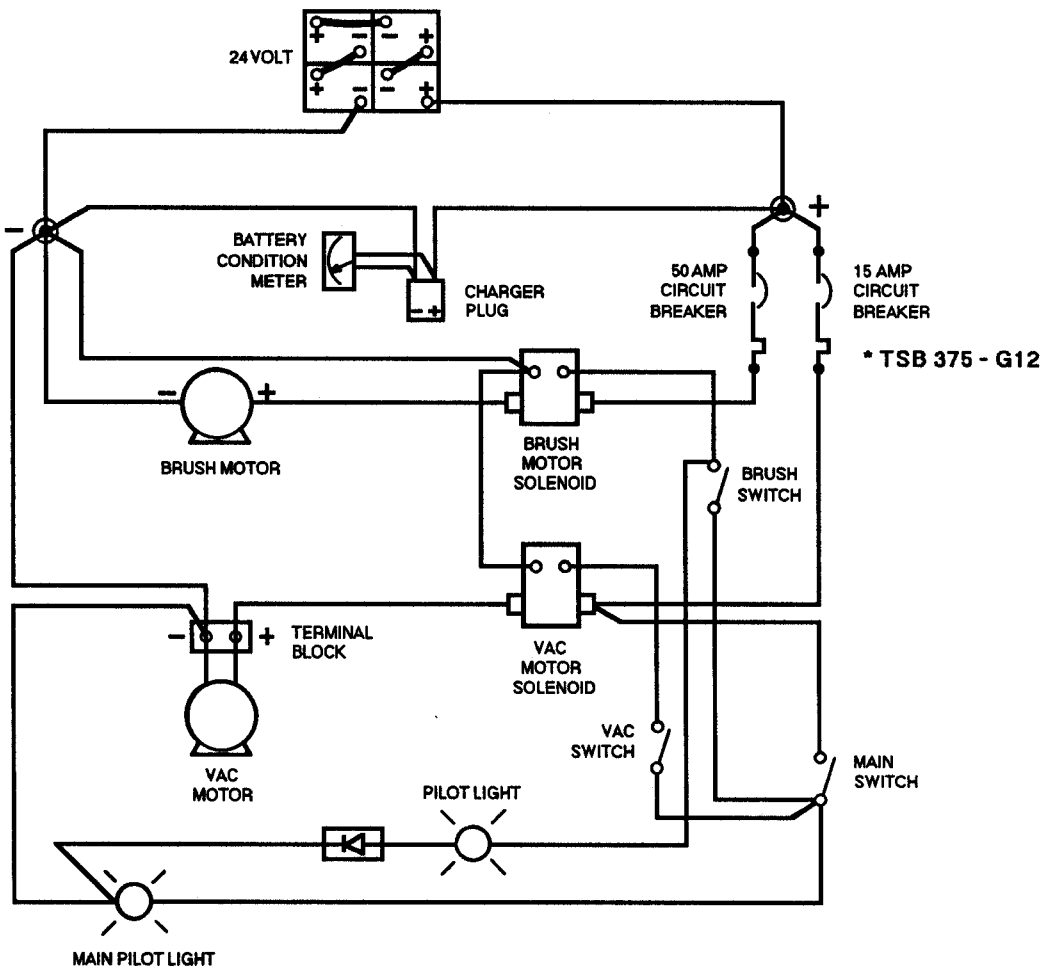 + - - +
24 VOLT
+ - - +
- +
BATTERY
CONDITION
METER
- +
CHARGER
PLUG
50 AMP
CIRCUIT
BREAKER
15 AMP
CIRCUIT
BREAKER
* TSB 375 - G12
- +
BRUSH MOTOR
BRUSH
MOTOR
SOLENOID
BRUSH
SWITCH
- +
TERMINAL
BLOCK
VAC
MOTOR
SOLENOID
VAC
SWITCH
MAIN
SWITCH
VAC
MOTOR
PILOT LIGHT
MAIN PILOT LIGHT